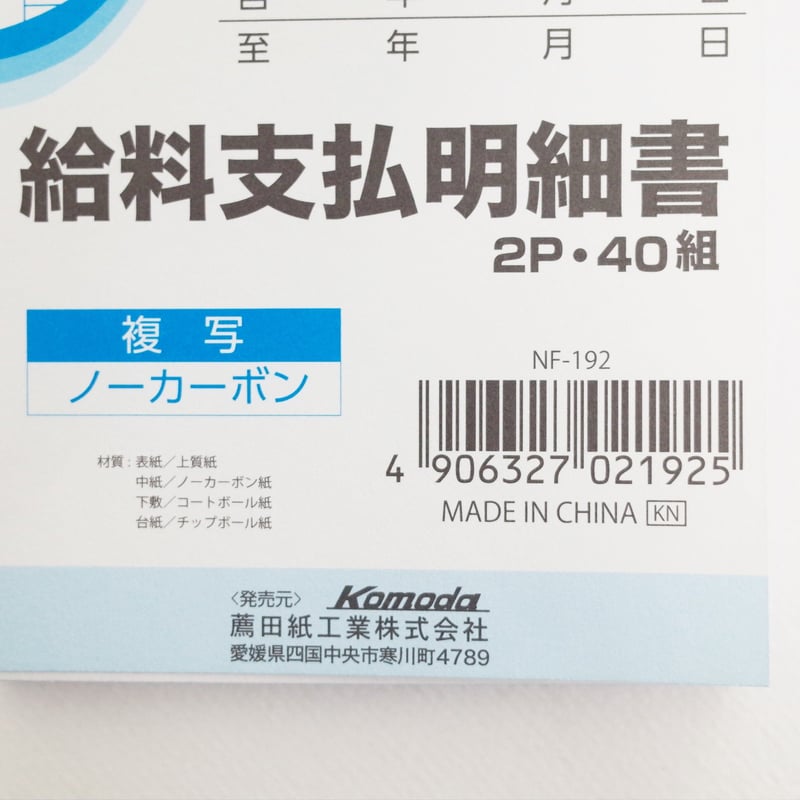 至 年 月 日
給料支払明細書
2P・40組
複写
ノーカーボン
NF-192
4 906327 021925
MADE IN CHINA KN
材質:表紙/上質紙
中紙/ノーカーボン紙
下敷/コートボール紙
台紙/チップボール紙
〈発売元〉 Komoda
薦田紙工業株式会社
愛媛県四国中央市寒川町4789